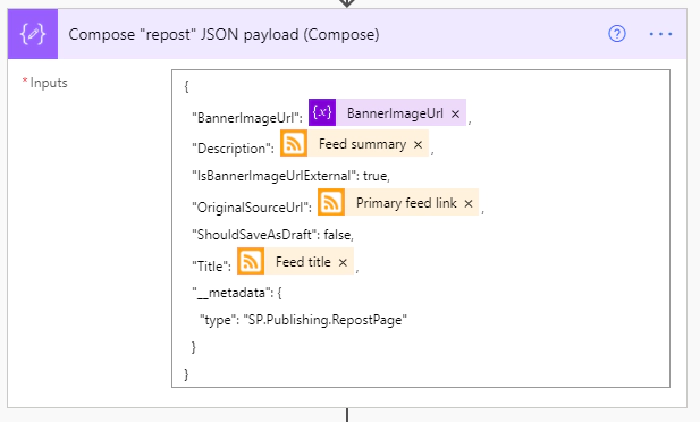 Compose "repost" JSON payload (Compose)
* Inputs
{
"BannerImageUrl": {x} BannerImageUrl × ,
"Description": Feed summary × ,
"IsBannerImageUrlExternal": true,
"OriginalSourceUrl": Primary feed link × ,
"ShouldSaveAsDraft": false,
"Title": Feed title × ,
"__metadata": {
"type": "SP.Publishing.RepostPage"
}
}